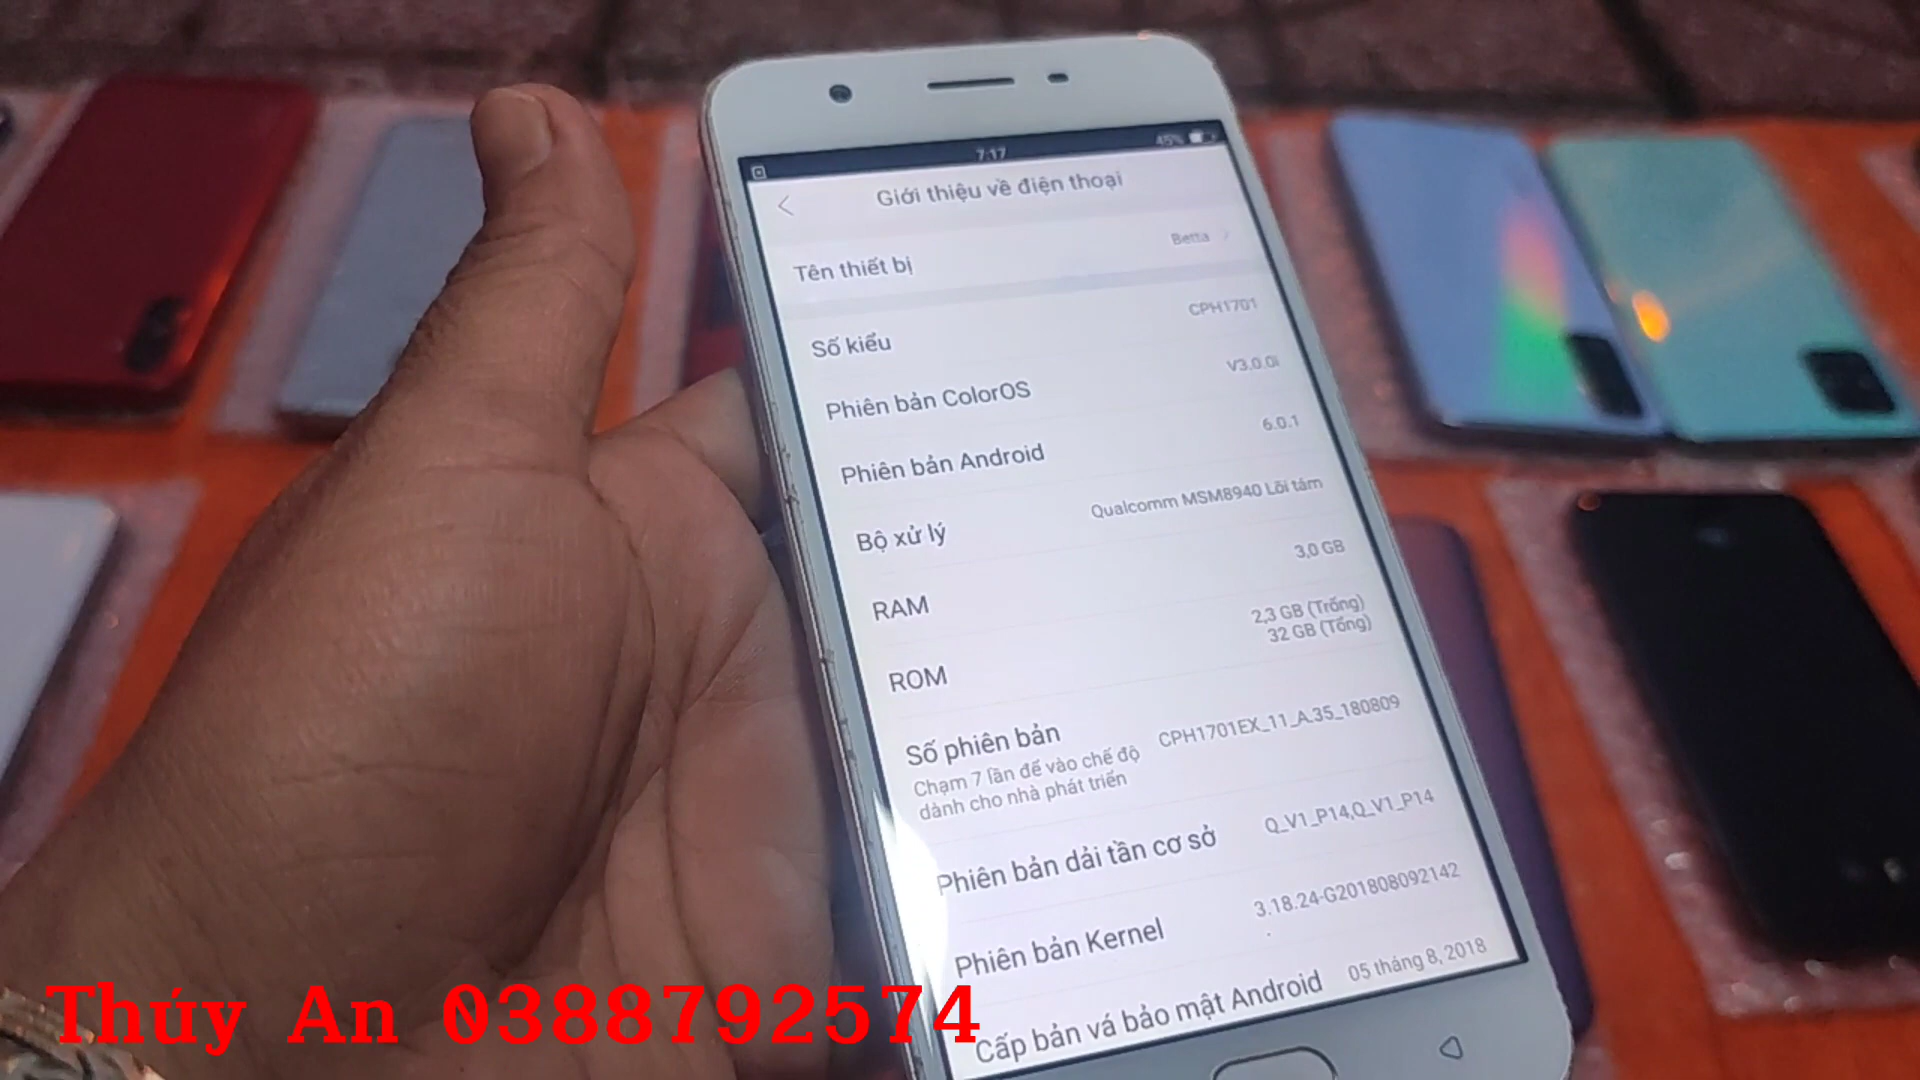 7:17
45%
Giới thiệu về điện thoại
Tên thiết bị
Betta
Số kiểu
CPH1701
Phiên bản ColorOS
V3.0.0i
Phiên bản Android
6.0.1
Bộ xử lý
Qualcomm MSM8940 Lõi tám
RAM
3,0 GB
ROM
2,3 GB (Trống)
32 GB (Tổng)
Số phiên bản
CPH1701EX_11_A.35_180809
Chạm 7 lần để vào chế độ
dành cho nhà phát triển
Phiên bản dải tần cơ sở
Q_V1_P14,Q_V1_P14
Phiên bản Kernel
3.18.24-G201808092142
Cấp bản vá bảo mật Android
05 tháng 8, 2018
Thúy An 0388792574